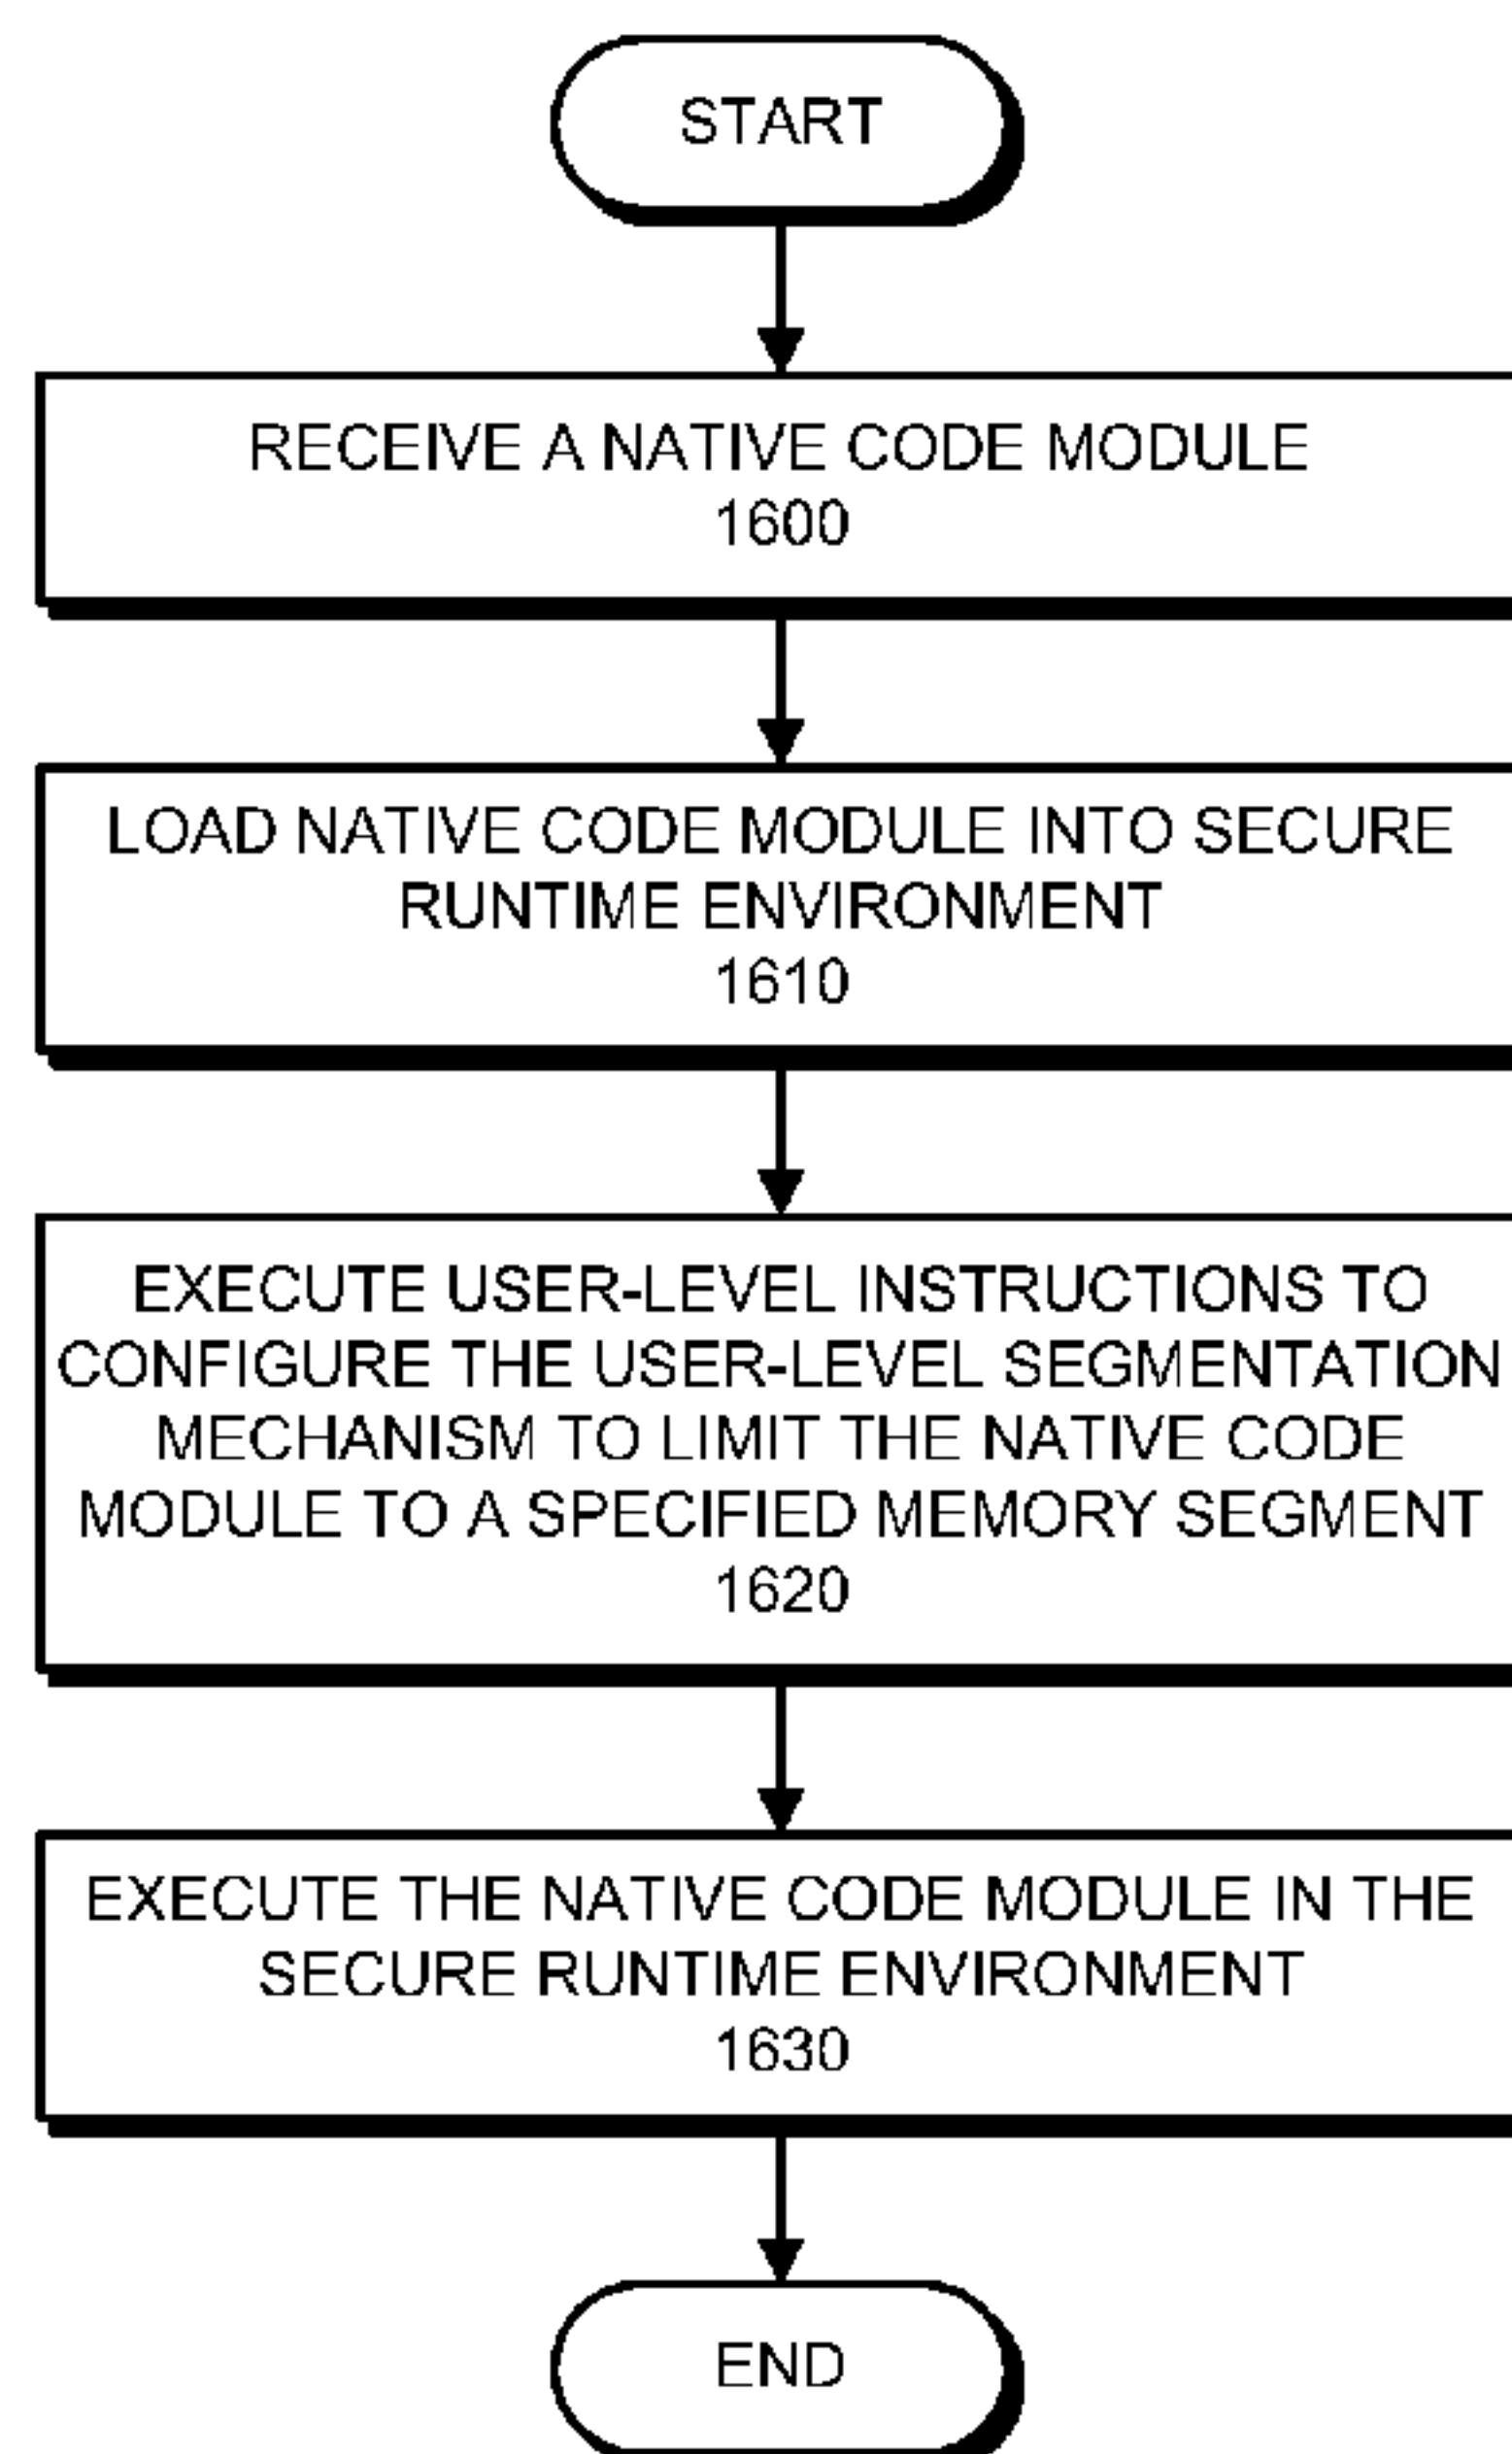 START
RECEIVE A NATIVE CODE MODULE
1600
LOAD NATIVE CODE MODULE INTO SECURE
RUNTIME ENVIRONMENT
1610
EXECUTE USER-LEVEL INSTRUCTIONS TO
CONFIGURE THE USER-LEVEL SEGMENTATION
MECHANISM TO LIMIT THE NATIVE CODE
MODULE TO A SPECIFIED MEMORY SEGMENT
1620
EXECUTE THE NATIVE CODE MODULE IN THE
SECURE RUNTIME ENVIRONMENT
1630
END